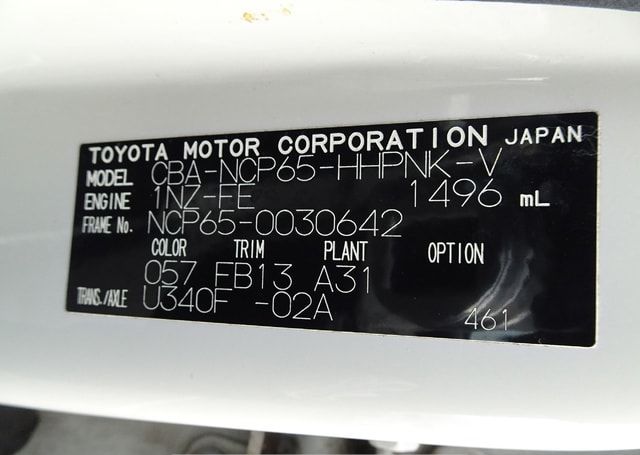 TOYOTA MOTOR CORPORATION JAPAN
MODEL CBA-NCP65-HHPNK-V
ENGINE 1NZ-FE 1496 mL
FRAME No. NCP65-0030642
COLOR TRIM PLANT OPTION
057 FB13 A31
TRANS./AXLE U340F -02A
461